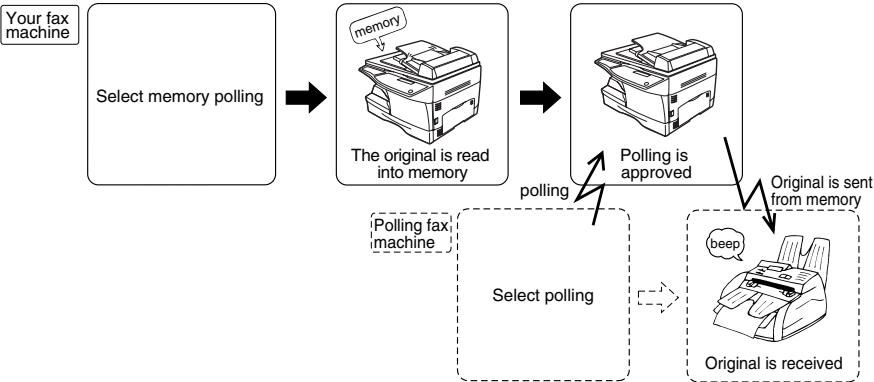 Your fax
machine
Select memory polling
memory
The original is read
into memory
Polling is
approved
polling
Original is sent
from memory
Polling fax
machine
Select polling
beep
Original is received